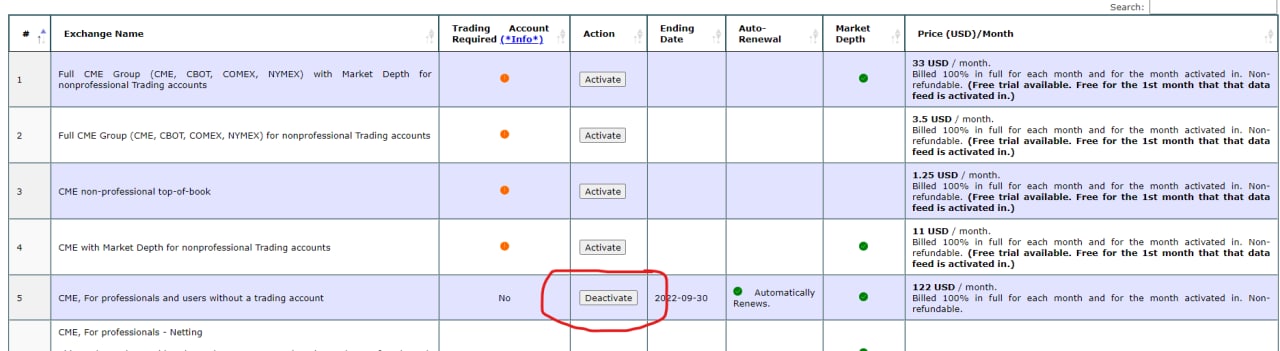 Search:
# Exchange Name Trading Account Required (*Info*) Action Ending Date Auto-Renewal Market Depth Price (USD)/Month
1 Full CME Group (CME, CBOT, COMEX, NYMEX) with Market Depth for nonprofessional Trading accounts Activate
33 USD / month.
Billed 100% in full for each month and for the month activated in. Non-
refundable. (Free trial available. Free for the 1st month that that data
feed is activated in.)
2 Full CME Group (CME, CBOT, COMEX, NYMEX) for nonprofessional Trading accounts Activate
3.5 USD / month.
Billed 100% in full for each month and for the month activated in. Non-
refundable. (Free trial available. Free for the 1st month that that data
feed is activated in.)
3 CME non-professional top-of-book Activate
1.25 USD / month.
Billed 100% in full for each month and for the month activated in. Non-
refundable. (Free trial available. Free for the 1st month that that data
feed is activated in.)
4 CME with Market Depth for nonprofessional Trading accounts Activate
11 USD / month.
Billed 100% in full for each month and for the month activated in. Non-
refundable. (Free trial available. Free for the 1st month that that data
feed is activated in.)
5 CME, For professionals and users without a trading account No Deactivate 2022-09-30 Automatically Renews.
122 USD / month.
Billed 100% in full for each month and for the month activated in. Non-
refundable.
CME, For professionals - Netting